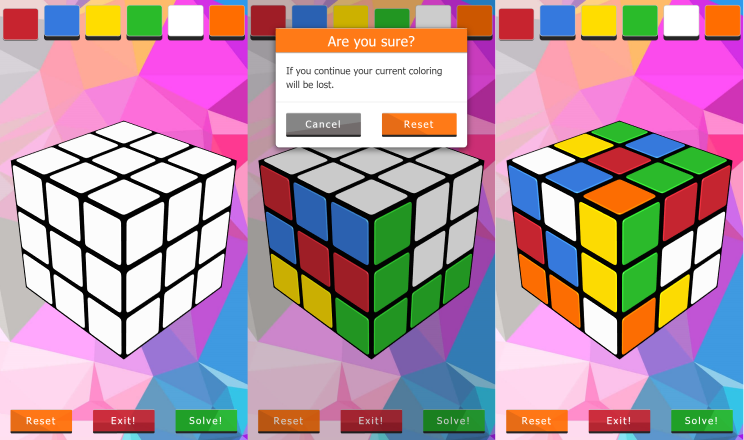 Are you sure?
If you continue your current coloring
will be lost.
Cancel
Reset
Reset
Exit!
Solve!
Reset
Exit!
Solve!
Reset
Exit!
Solve!